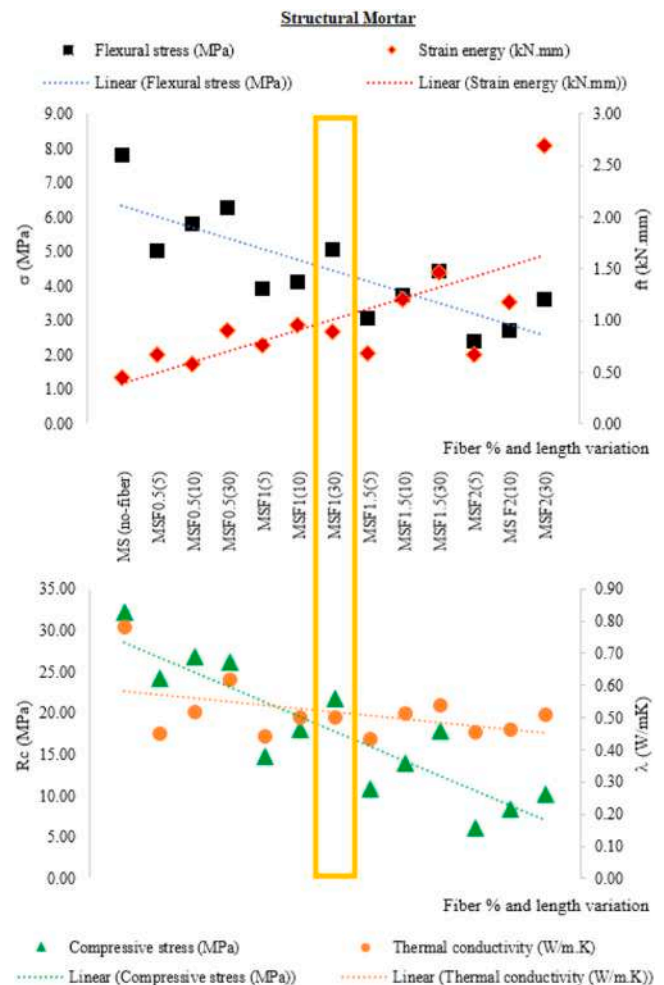 Structural Mortar
Flexural stress (MPa)
Strain energy (kN.mm)
Linear (Flexural stress (MPa))
Linear (Strain energy (kN.mm))
9.00
8.00
7.00
6.00
5.00
4.00
3.00
2.00
1.00
0.00
σ (MPa)
3.00
2.50
2.00
1.50
1.00
0.50
0.00
ft (kN.mm)
Fiber % and length variation
MS (no-fiber)
MSF0.5(5)
MSF0.5(10)
MSF0.5(30)
MSF1(5)
MSF1(10)
MSF1(30)
MSF1.5(5)
MSF1.5(10)
MSF1.5(30)
MSF2(5)
MS F2(10)
MSF2(30)
35.00
30.00
25.00
20.00
15.00
10.00
5.00
0.00
Rc (MPa)
0.90
0.80
0.70
0.60
0.50
0.40
0.30
0.20
0.10
0.00
λ (W/mK)
Fiber % and length variation
Compressive stress (MPa)
Thermal conductivity (W/m.K)
Linear (Compressive stress (MPa))
Linear (Thermal conductivity (W/m.K)